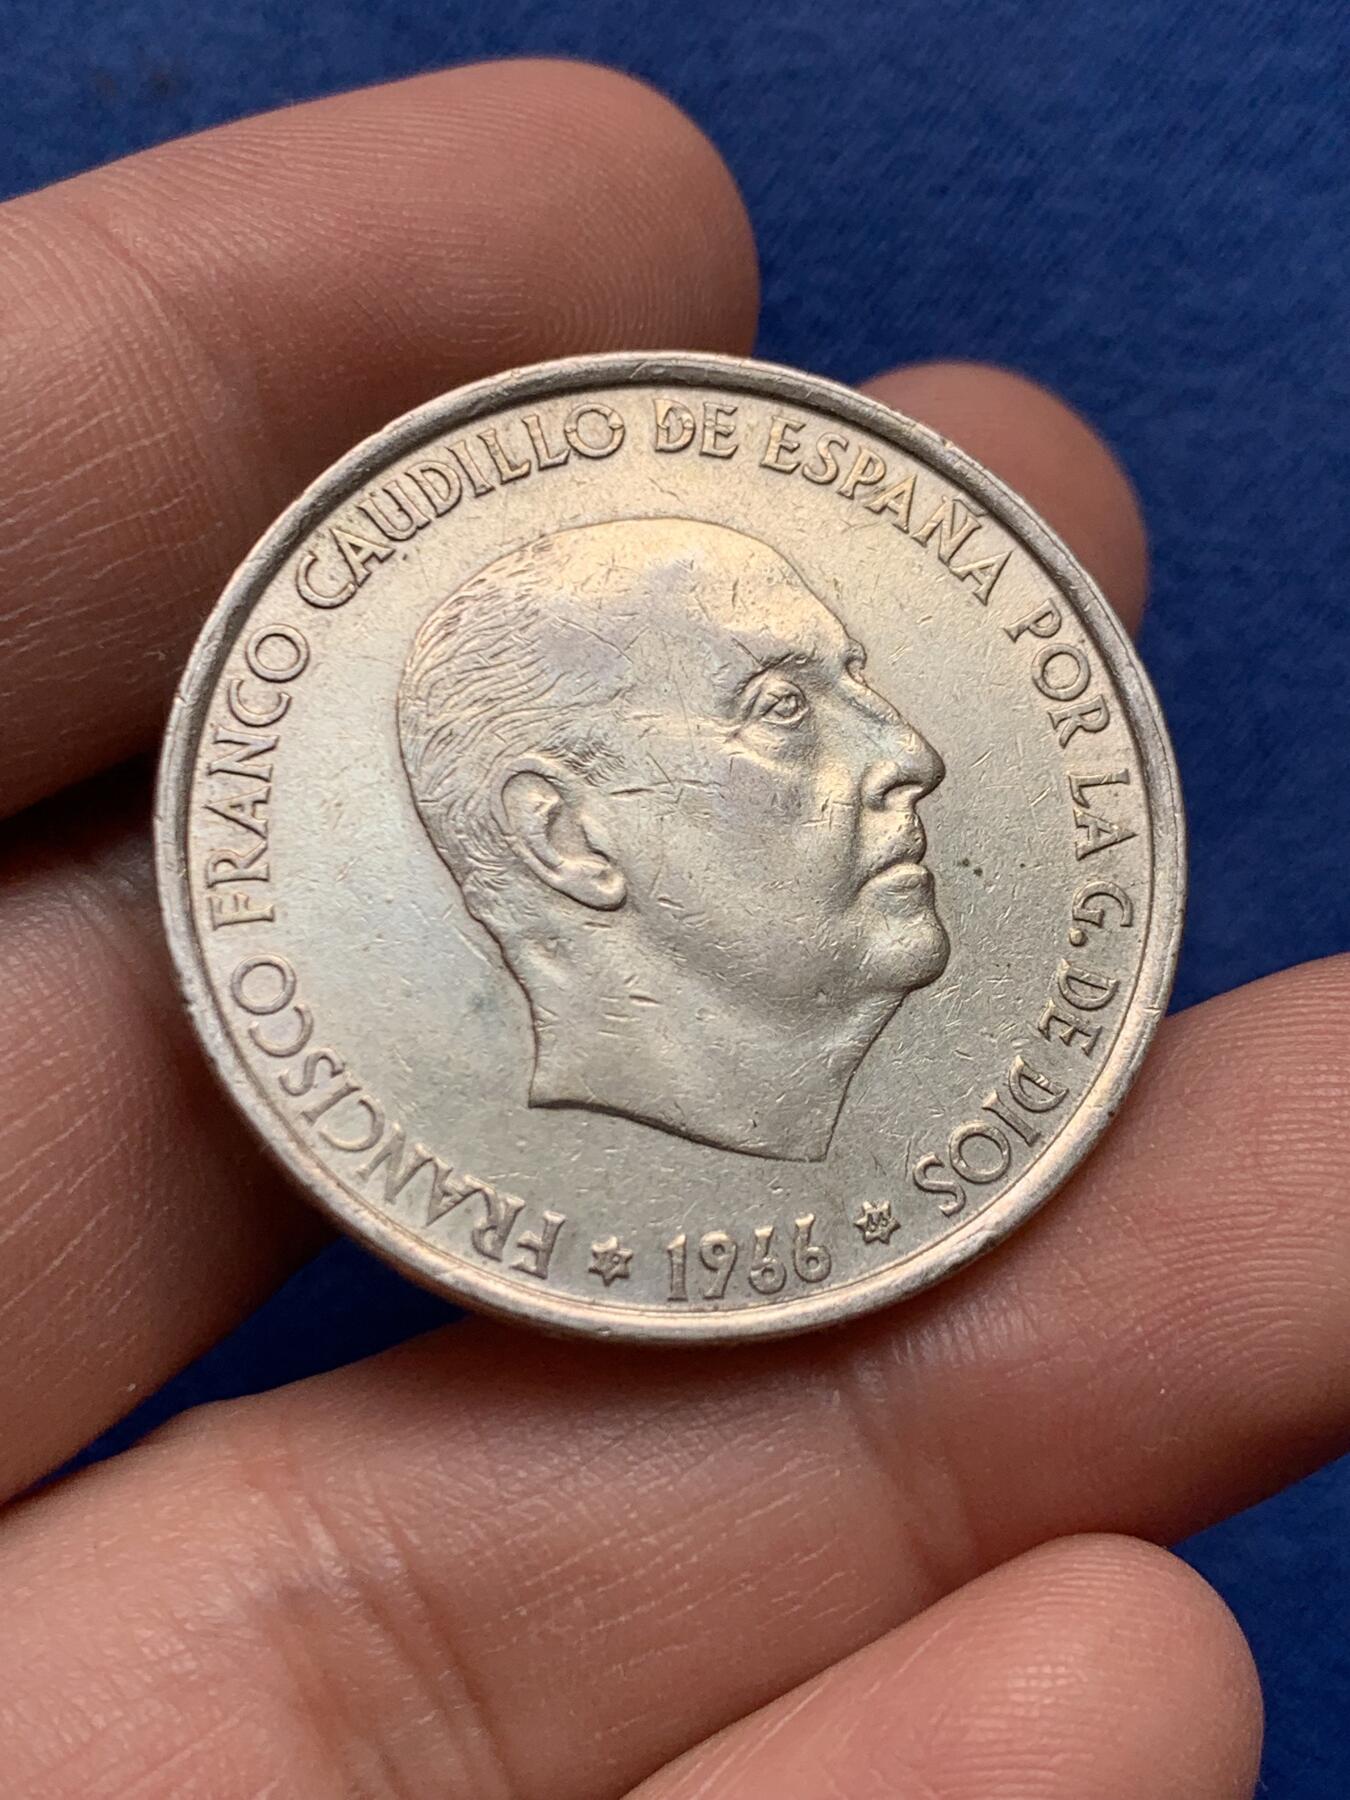 FRANCISCO FRANCO CAUDILLO DE ESPAÑA POR LA G. DE DIOS
1966